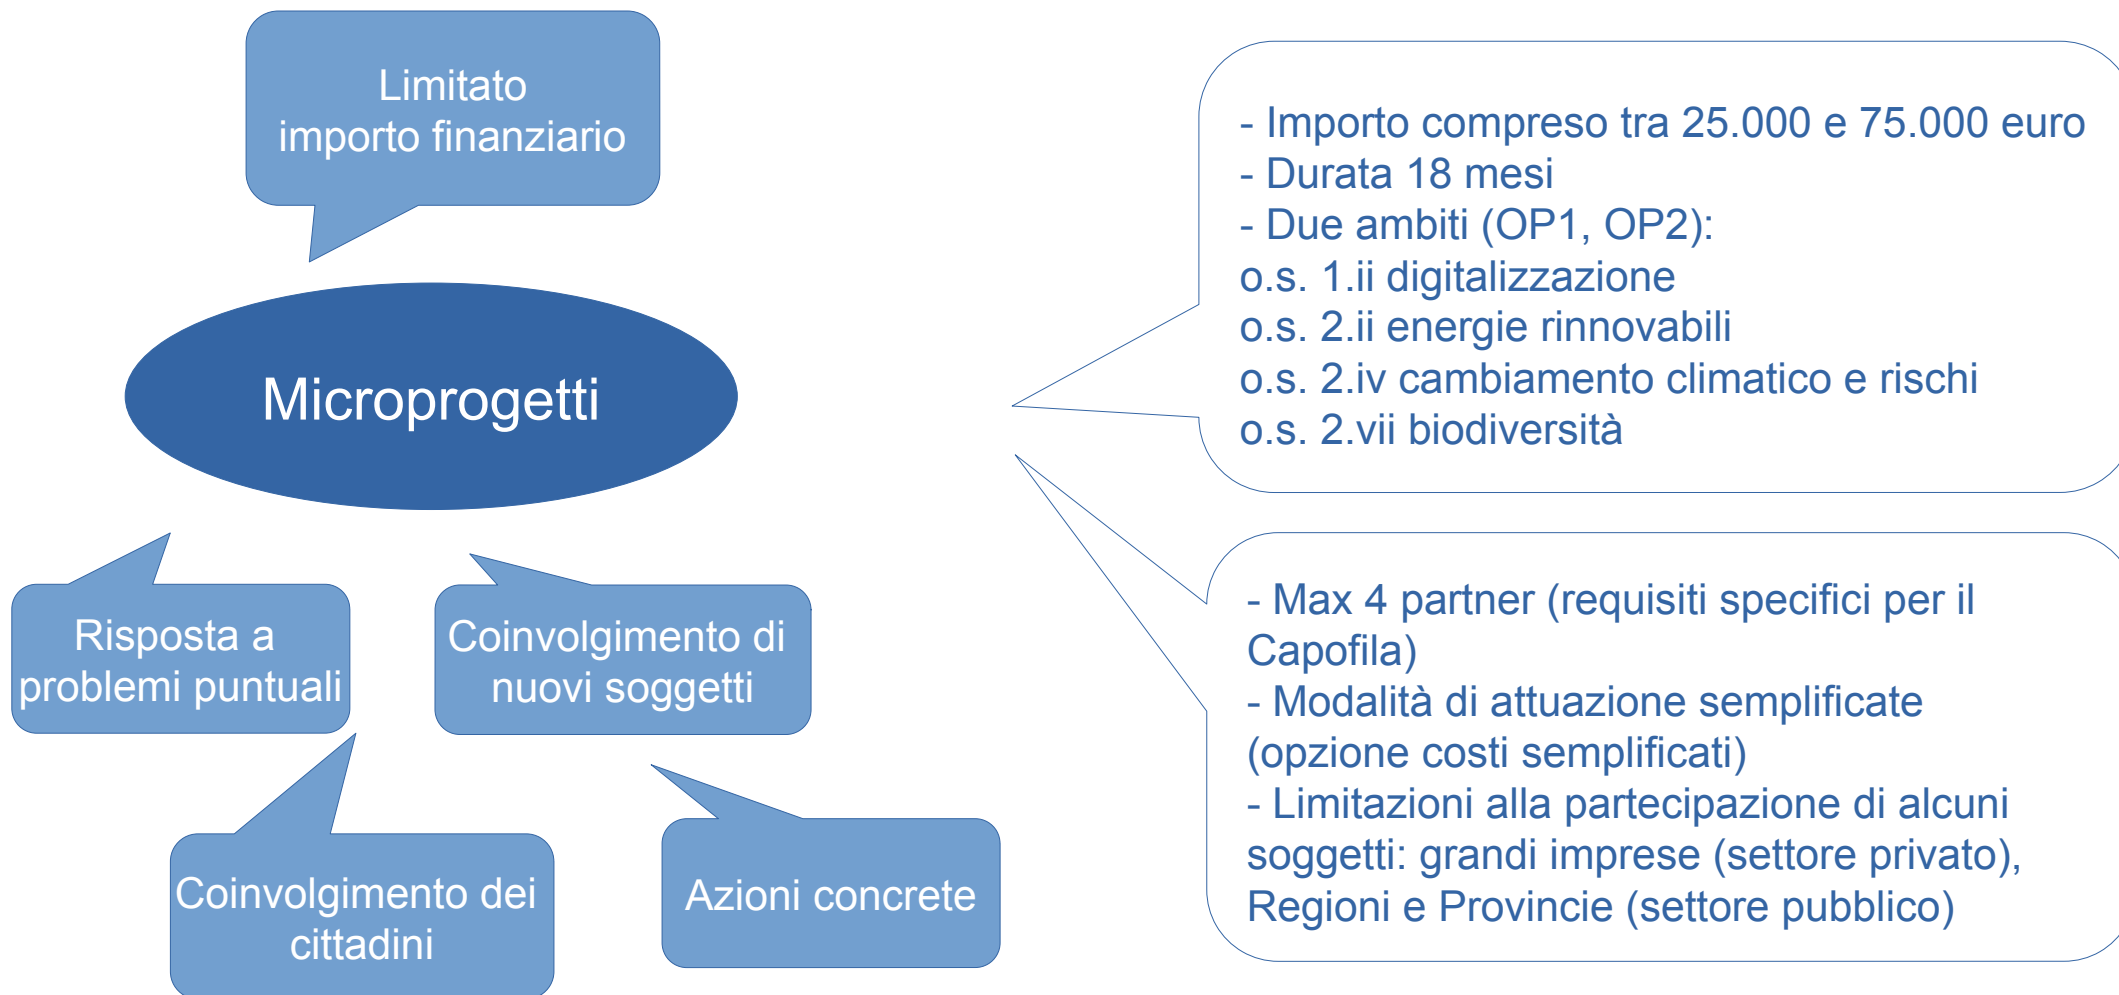 Limitato
importo finanziario
Microprogetti
Risposta a
problemi puntuali
Coinvolgimento di
nuovi soggetti
Coinvolgimento dei
cittadini
Azioni concrete
- Importo compreso tra 25.000 e 75.000 euro
- Durata 18 mesi
- Due ambiti (OP1, OP2):
o.s. 1.ii digitalizzazione
o.s. 2.ii energie rinnovabili
o.s. 2.iv cambiamento climatico e rischi
o.s. 2.vii biodiversità
- Max 4 partner (requisiti specifici per il
Capofila)
- Modalità di attuazione semplificate
(opzione costi semplificati)
- Limitazioni alla partecipazione di alcuni
soggetti: grandi imprese (settore privato),
Regioni e Provincie (settore pubblico)